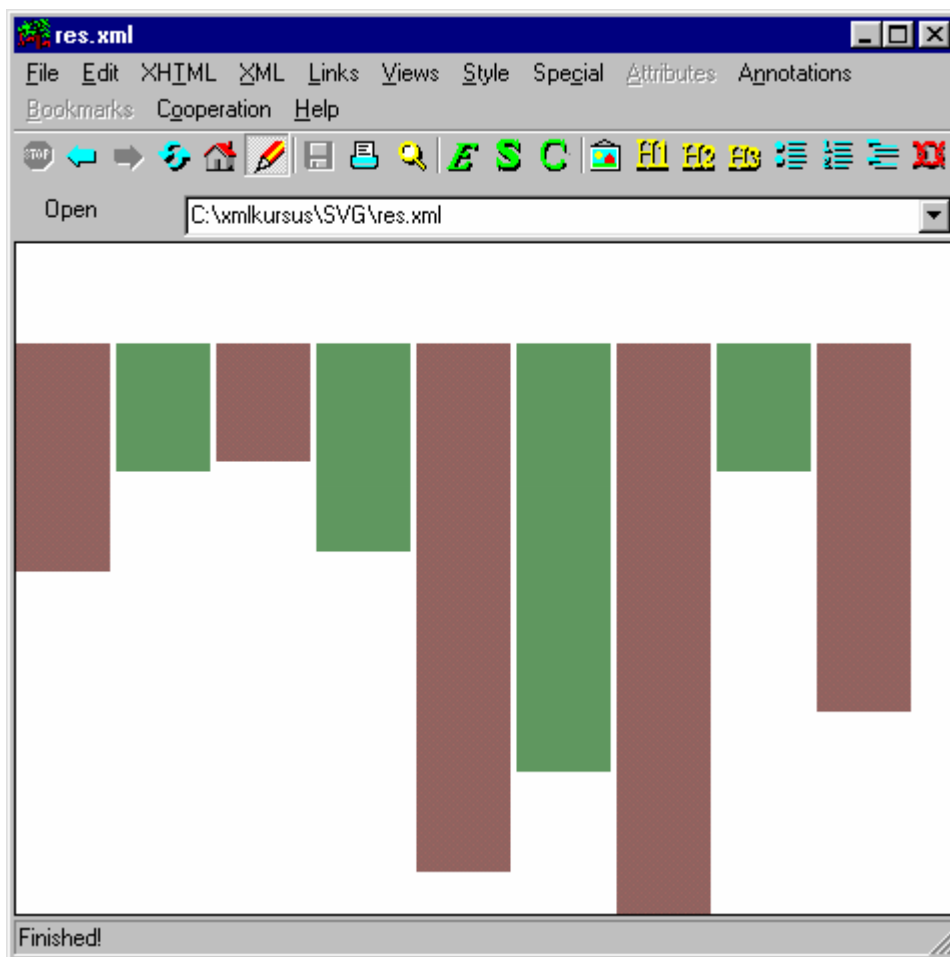 res.xml
File Edit XHTML XML Links Views Style Special Attributes Annotations
Bookmarks Cooperation Help
STOP E S C H1 H2 H3
Open C:\xmlkursus\SVG\res.xml
Finished!